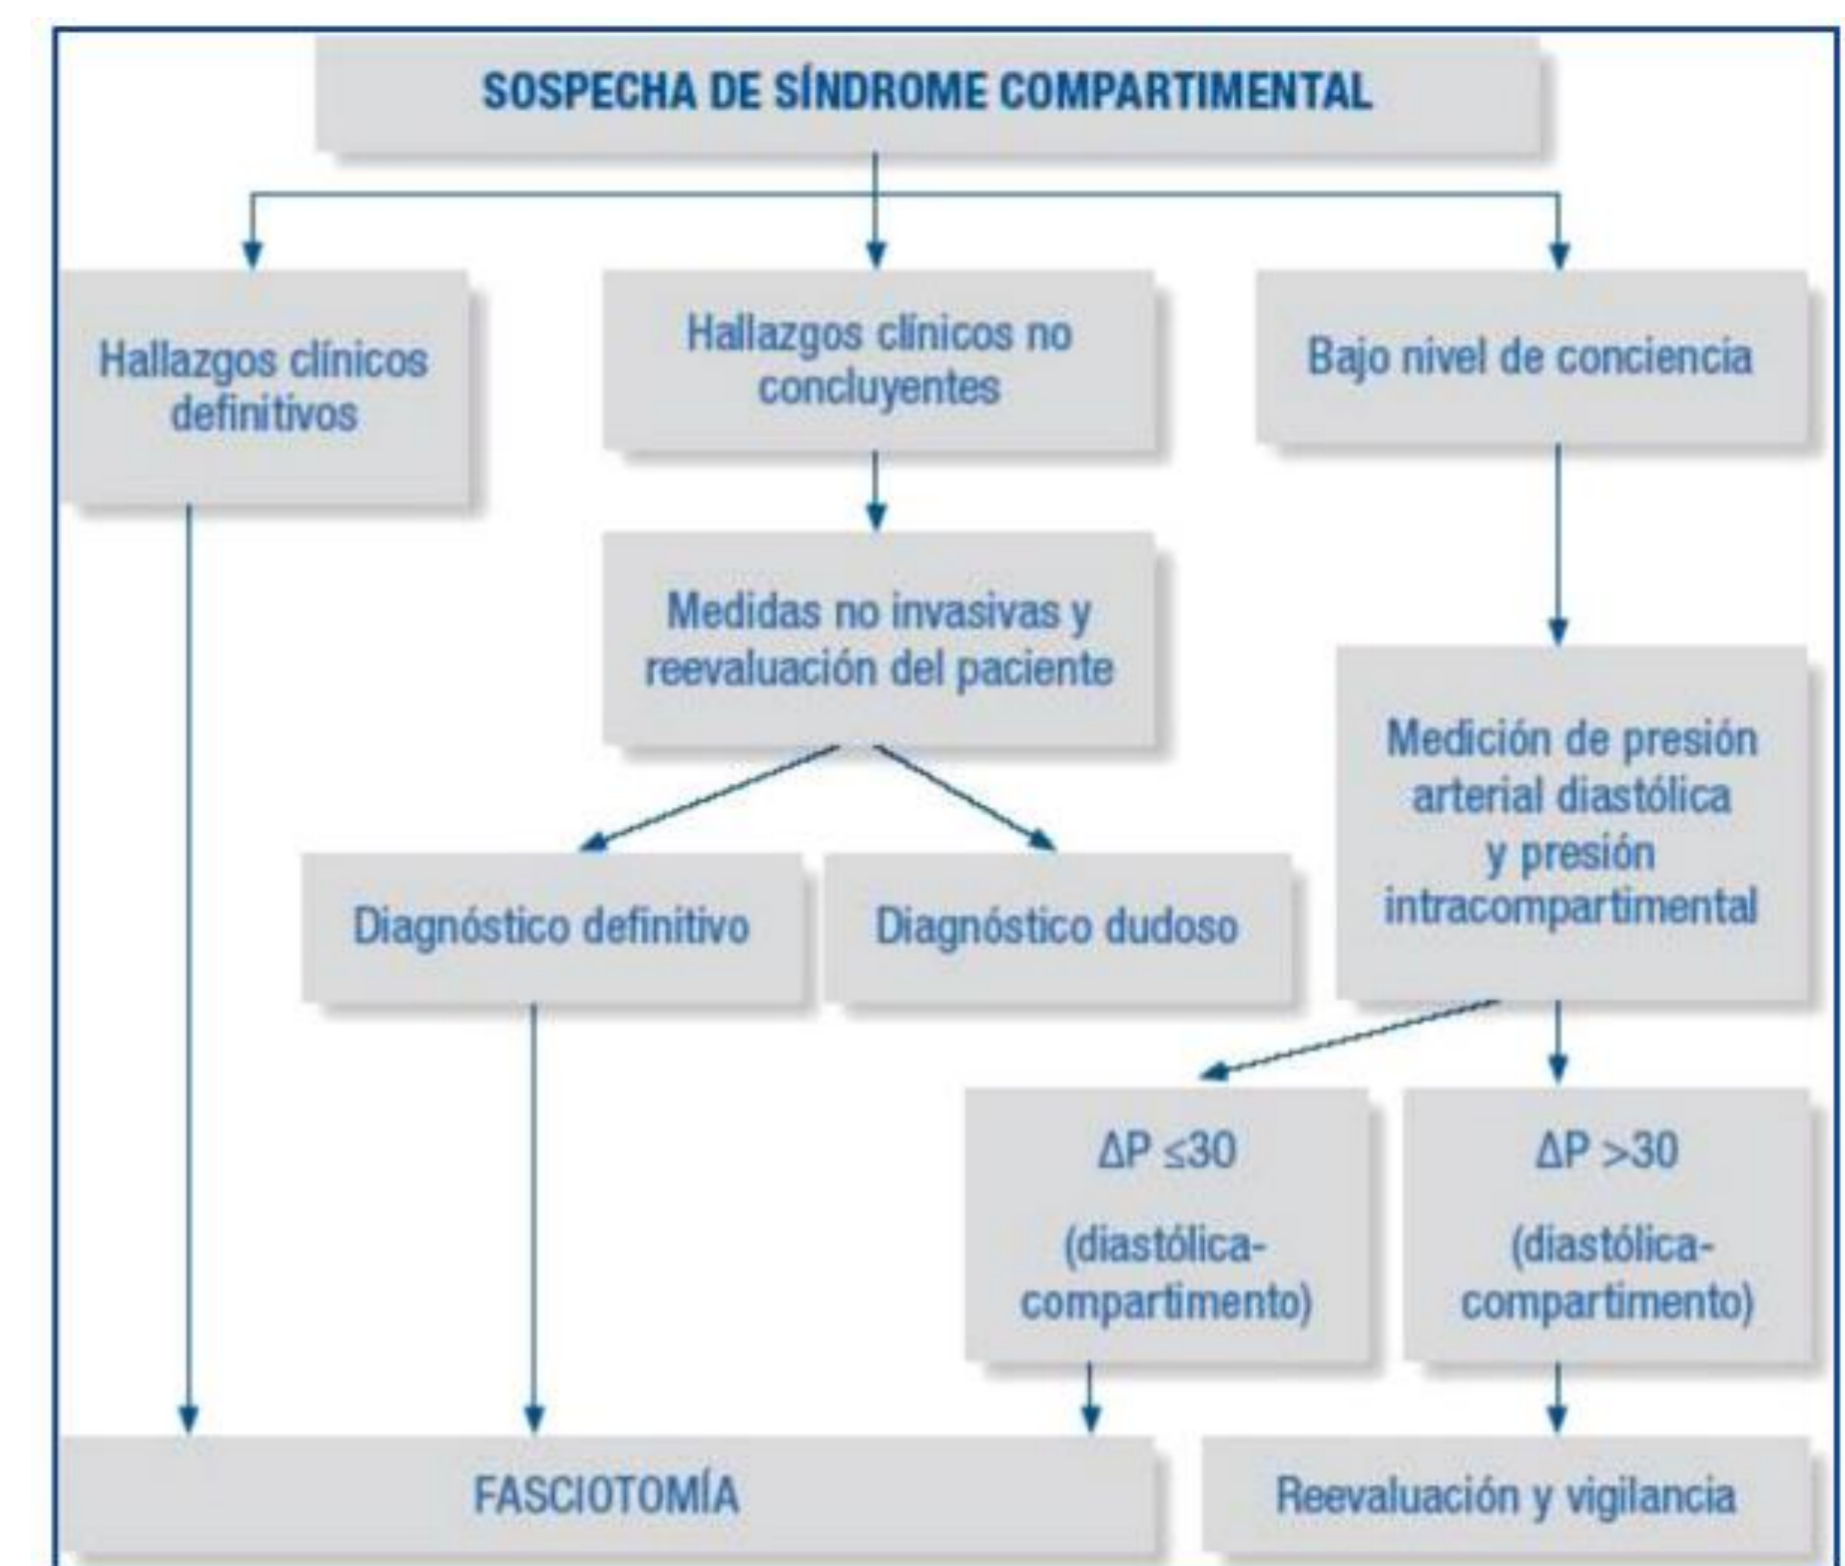 SOSPECHA DE SÍNDROME COMPARTIMENTAL
Hallazgos clínicos
definitivos
Hallazgos clínicos no
concluyentes
Bajo nivel de conciencia
Medidas no invasivas y
reevaluación del paciente
Medición de presión
arterial diastólica
y presión
intracompartimental
Diagnóstico definitivo
Diagnóstico dudoso
ΔP ≤30
(diastólica-
compartimento)
ΔP >30
(diastólica-
compartimento)
FASCIOTOMÍA
Reevaluación y vigilancia